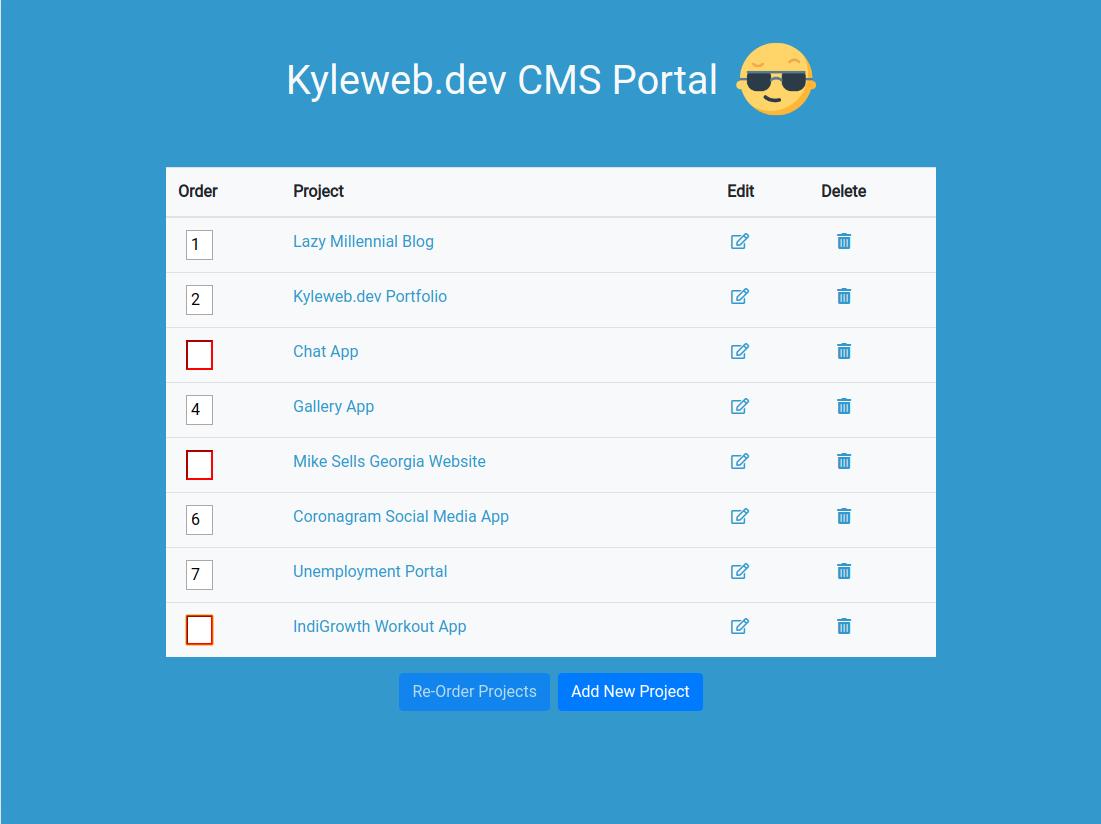 Kyleweb.dev CMS Portal
Order Project Edit Delete
1 Lazy Millennial Blog
2 Kyleweb.dev Portfolio
Chat App
4 Gallery App
Mike Sells Georgia Website
6 Coronagram Social Media App
7 Unemployment Portal
IndiGrowth Workout App
Re-Order Projects Add New Project